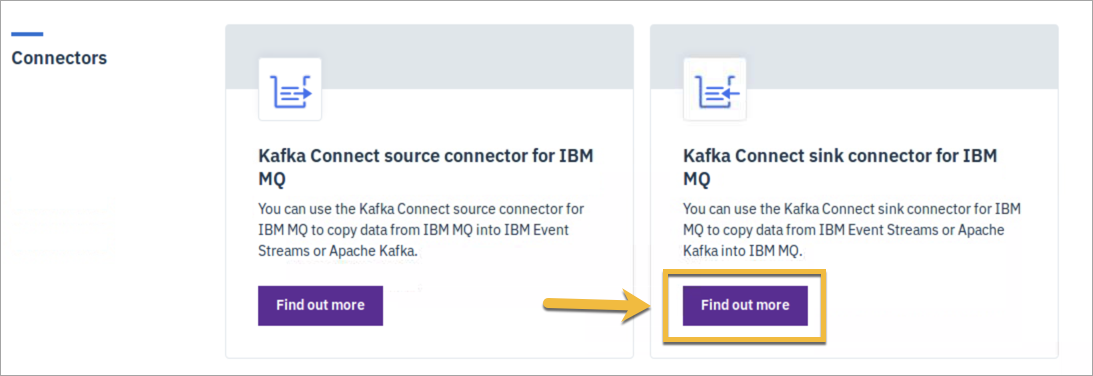 Connectors
Kafka Connect source connector for IBM
MQ
You can use the Kafka Connect source connector for
IBM MQ to copy data from IBM MQ into IBM Event
Streams or Apache Kafka.
Find out more
Kafka Connect sink connector for IBM
MQ
You can use the Kafka Connect sink connector for IBM
MQ to copy data from IBM Event Streams or Apache
Kafka into IBM MQ.
Find out more